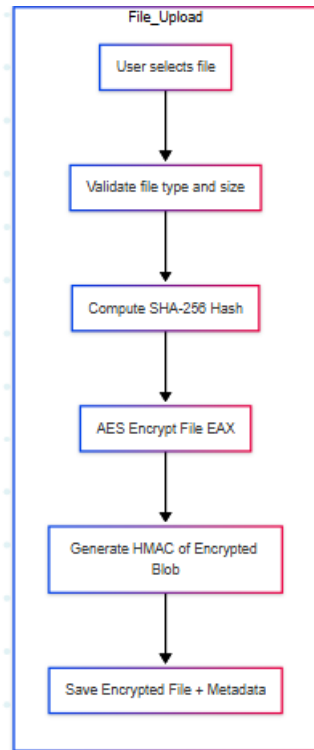 File_Upload
User selects file
Validate file type and size
Compute SHA-256 Hash
AES Encrypt File EAX
Generate HMAC of Encrypted
Blob
Save Encrypted File + Metadata